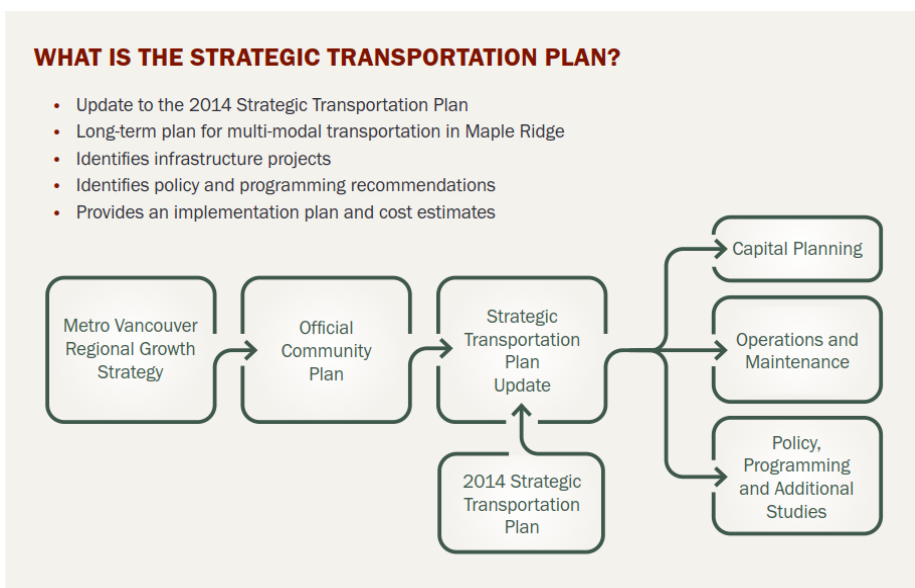 WHAT IS THE STRATEGIC TRANSPORTATION PLAN?
• Update to the 2014 Strategic Transportation Plan
• Long-term plan for multi-modal transportation in Maple Ridge
• Identifies infrastructure projects
• Identifies policy and programming recommendations
• Provides an implementation plan and cost estimates
Metro Vancouver
Regional Growth
Strategy
Official
Community
Plan
Strategic
Transportation
Plan
Update
2014 Strategic
Transportation
Plan
Capital Planning
Operations and
Maintenance
Policy,
Programming
and Additional
Studies